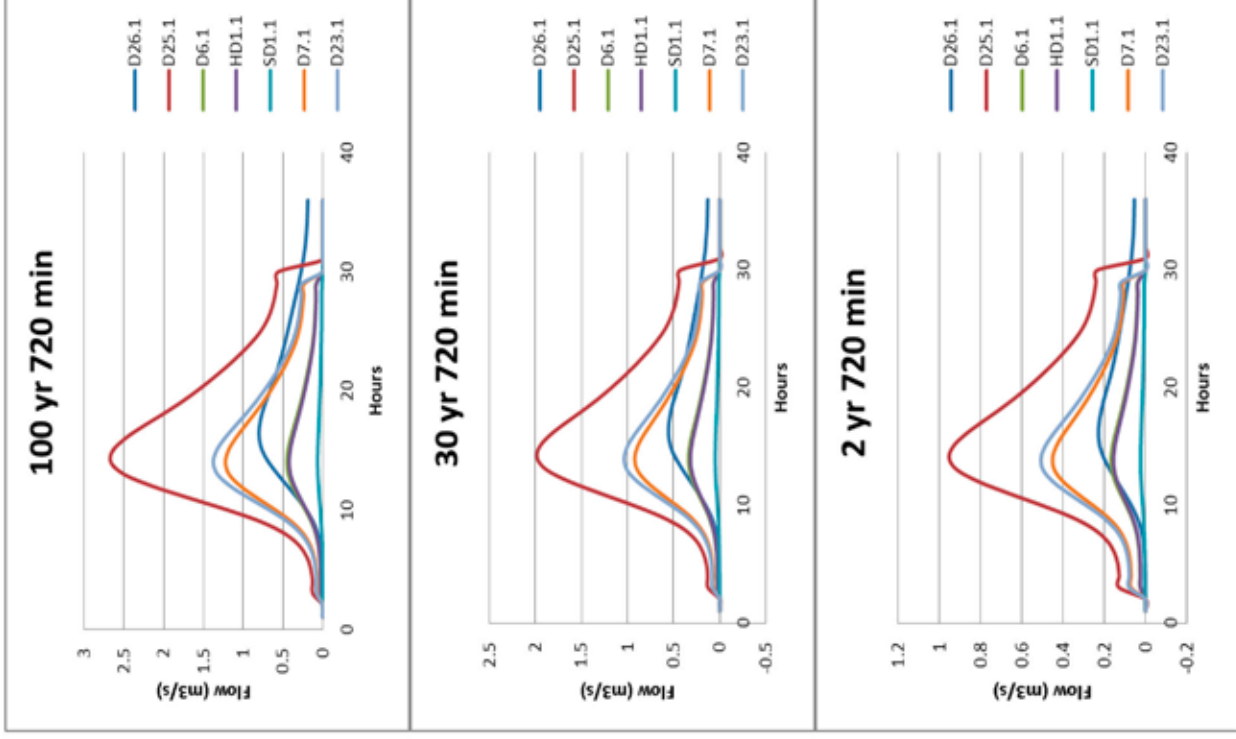 100 yr 720 min
3
2.5
2
1.5
1
0.5
0
Flow (m3/s)
0
10
20
30
40
Hours
D26.1
D25.1
D6.1
HD1.1
SD1.1
D7.1
D23.1
30 yr 720 min
2.5
2
1.5
1
0.5
0
-0.5
Flow (m3/s)
0
10
20
30
40
Hours
D26.1
D25.1
D6.1
HD1.1
SD1.1
D7.1
D23.1
2 yr 720 min
1.2
1
0.8
0.6
0.4
0.2
0
-0.2
Flow (m3/s)
0
10
20
30
40
Hours
D26.1
D25.1
D6.1
HD1.1
SD1.1
D7.1
D23.1